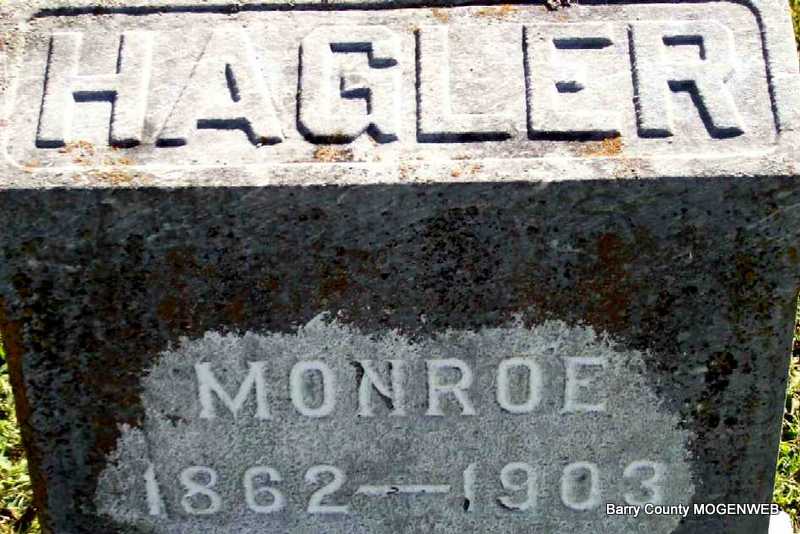 HAGLER
MONROE
1862—1903
Barry County MOGENWEB